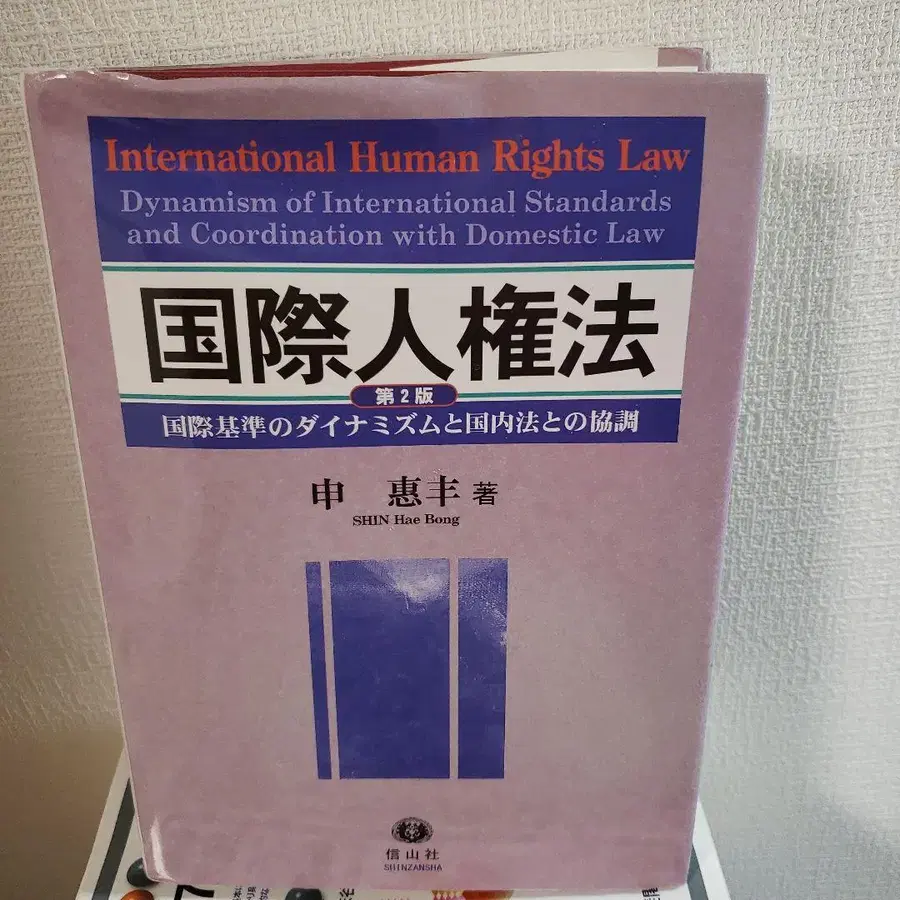 International Human Rights Law
Dynamism of International Standards
and Coordination with Domestic Law
国際人権法
第2版
国際基準のダイナミズムと国内法との協調
申 惠丰 著
SHIN Hae Bong
信山社
SHINZANSHA